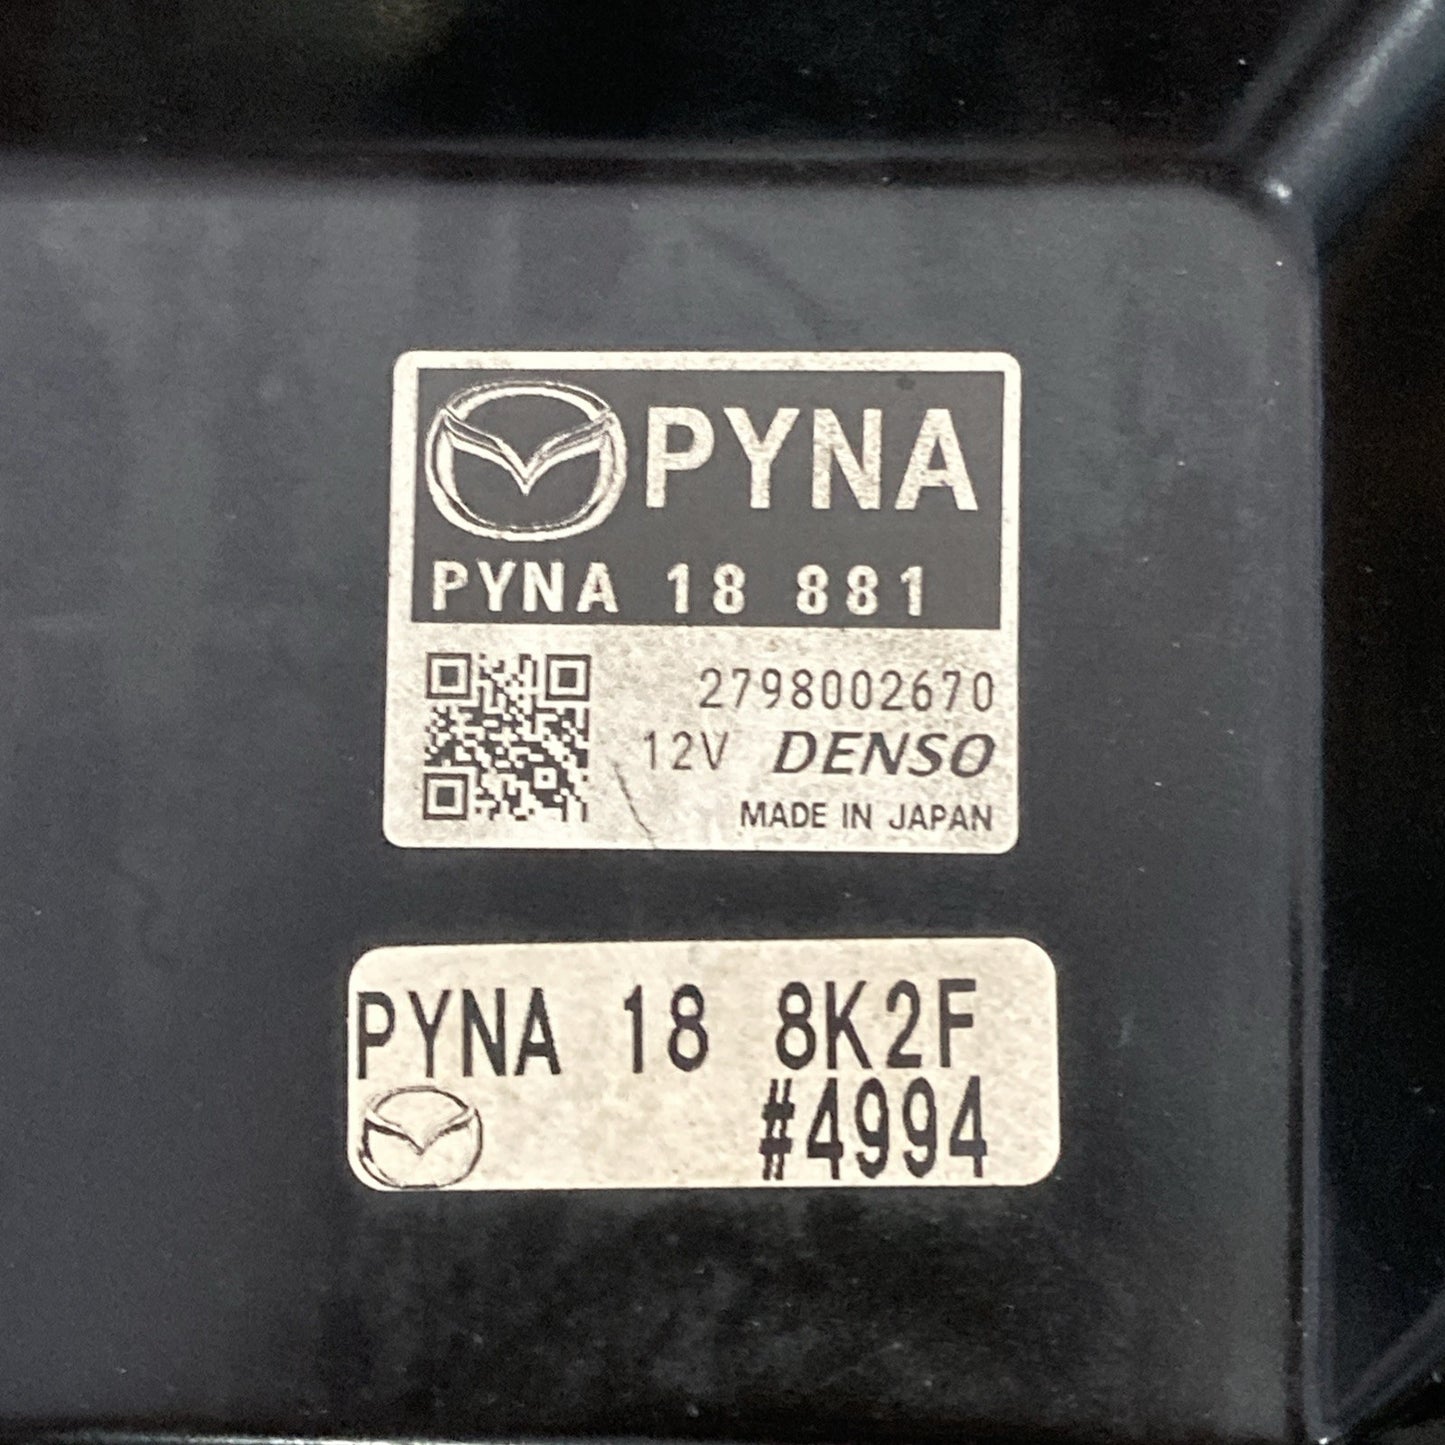 PYNA
PYNA 18 881
2798002670
12V DENSO
MADE IN JAPAN
PYNA 18 8K2F
#4994